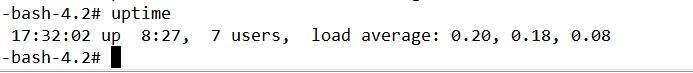 -bash-4.2# uptime
 17:32:02 up  8:27,  7 users,  load average: 0.20, 0.18, 0.08
-bash-4.2#